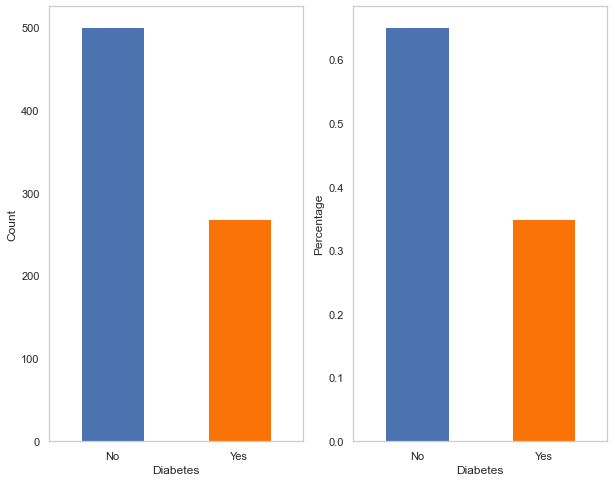 500
400
300
200
100
0
Count
No
Yes
Diabetes
0.6
0.5
0.4
0.3
0.2
0.1
0.0
Percentage
No
Yes
Diabetes